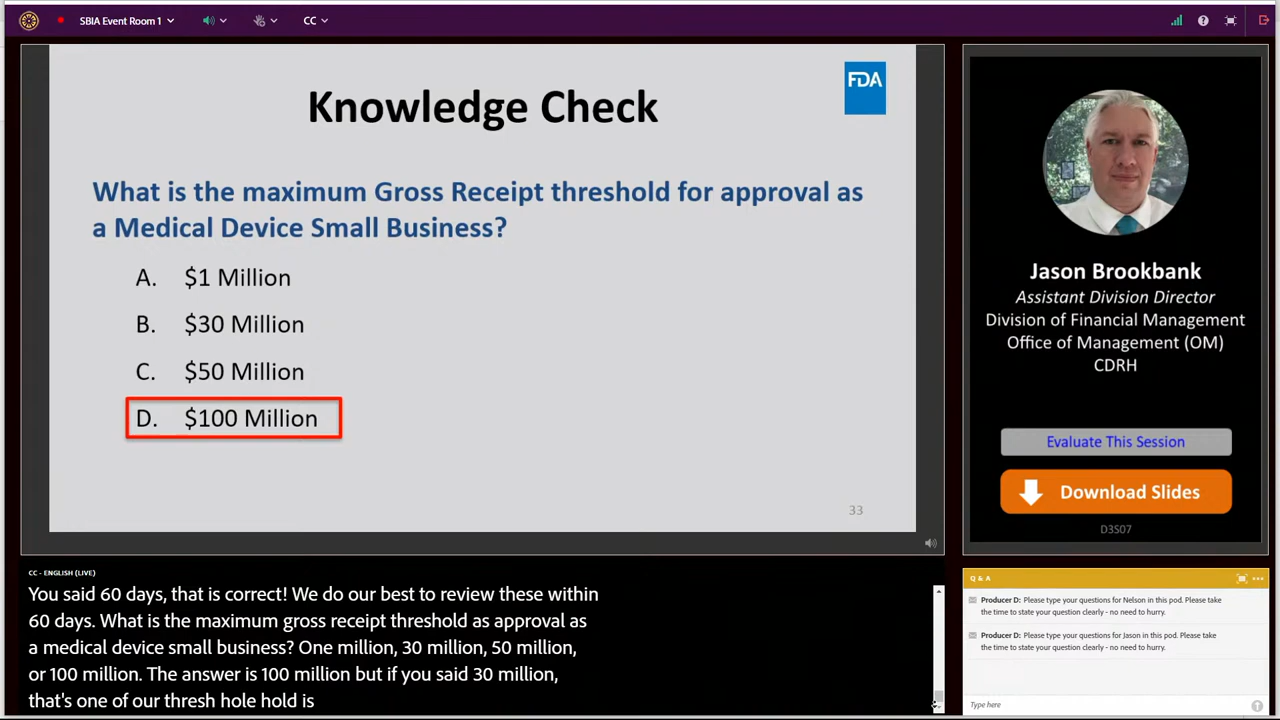 SBIA Event Room 1
CC
FDA
Knowledge Check
What is the maximum Gross Receipt threshold for approval as
a Medical Device Small Business?
A. $1 Million
B. $30 Million
C. $50 Million
D. $100 Million
33
Jason Brookbank
Assistant Division Director
Division of Financial Management
Office of Management (OM)
CDRH
Evaluate This Session
Download Slides
D3S07
CC - ENGLISH (LIVE)
You said 60 days, that is correct! We do our best to review these within
60 days. What is the maximum gross receipt threshold as approval as
a medical device small business? One million, 30 million, 50 million,
or 100 million. The answer is 100 million but if you said 30 million,
that's one of our thresh hole hold is
Q & A
Producer D: Please type your questions for Nelson in this pod. Please take
the time to state your question clearly - no need to hurry.
Producer D: Please type your questions for Jason in this pod. Please take
the time to state your question clearly - no need to hurry.
Type here